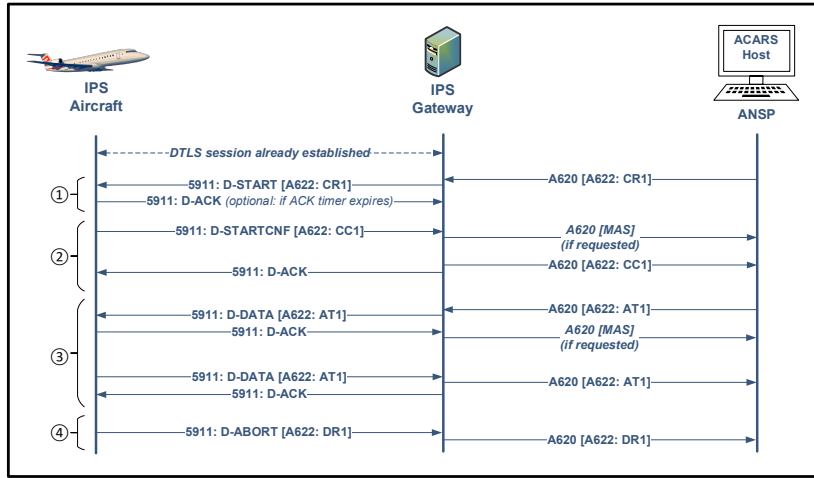 ACARS
Host
IPS
Aircraft
IPS
Gateway
ANSP
DTLS session already established
①
5911: D-START [A622: CR1]
A620 [A622: CR1]
5911: D-ACK (optional: if ACK timer expires)
②
5911: D-STARTCNF [A622: CC1]
A620 [MAS]
(if requested)
5911: D-ACK
A620 [A622: CC1]
③
5911: D-DATA [A622: AT1]
A620 [A622: AT1]
5911: D-ACK
A620 [MAS]
(if requested)
5911: D-DATA [A622: AT1]
A620 [A622: AT1]
5911: D-ACK
④
5911: D-ABORT [A622: DR1]
A620 [A622: DR1]